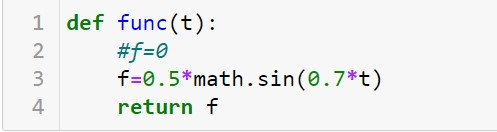 1 def func(t):
2 #f=0
3 f=0.5*math.sin(0.7*t)
4 return f